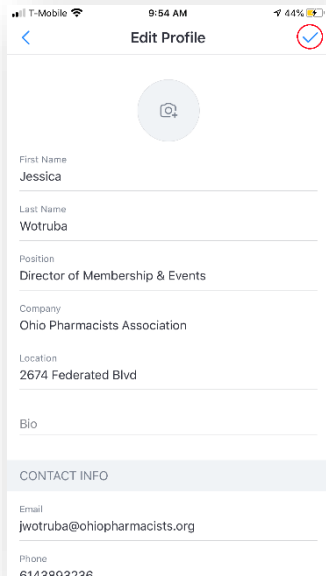 T-Mobile 9:54 AM 44%
Edit Profile
First Name
Jessica
Last Name
Wotruba
Position
Director of Membership & Events
Company
Ohio Pharmacists Association
Location
2674 Federated Blvd
Bio
CONTACT INFO
Email
jwotruba@ohiopharmacists.org
Phone
6143893236